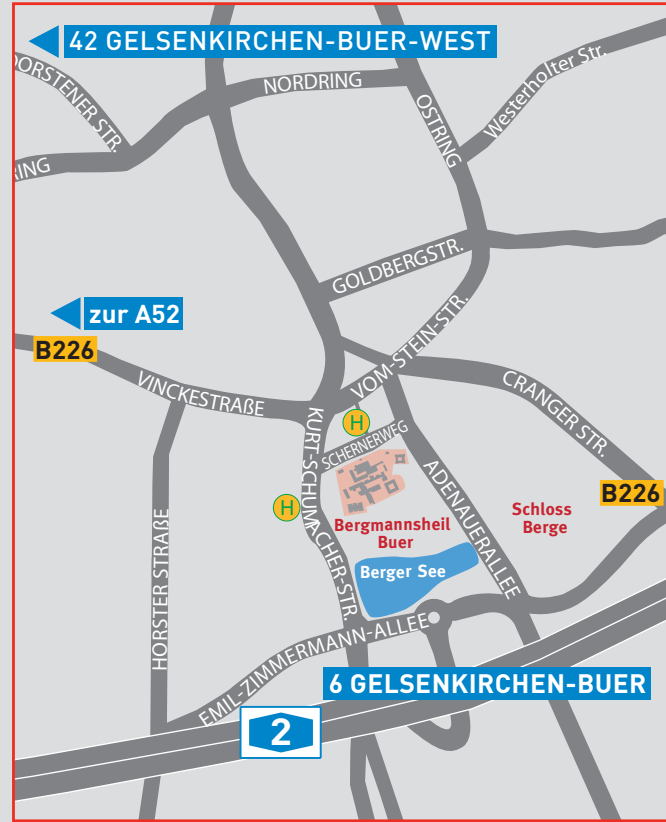 42 GELSENKIRCHEN-BUER-WEST
DORSTENER STR.
NORDRING
OSTRING
Westerholter Str.
RING
GOLDBERGSTR.
zur A52
B226
VINCKESTRAßE
VOM-STEIN-STR.
CRANGER STR.
H
SCHERNERWEG
KURT-SCHUMACHER-STR.
ADENAUERALLEE
B226
H
Bergmannsheil
Buer
Schloss
Berge
Berger See
HORSTER STRAßE
EMIL-ZIMMERMANN-ALLEE
6 GELSENKIRCHEN-BUER
2